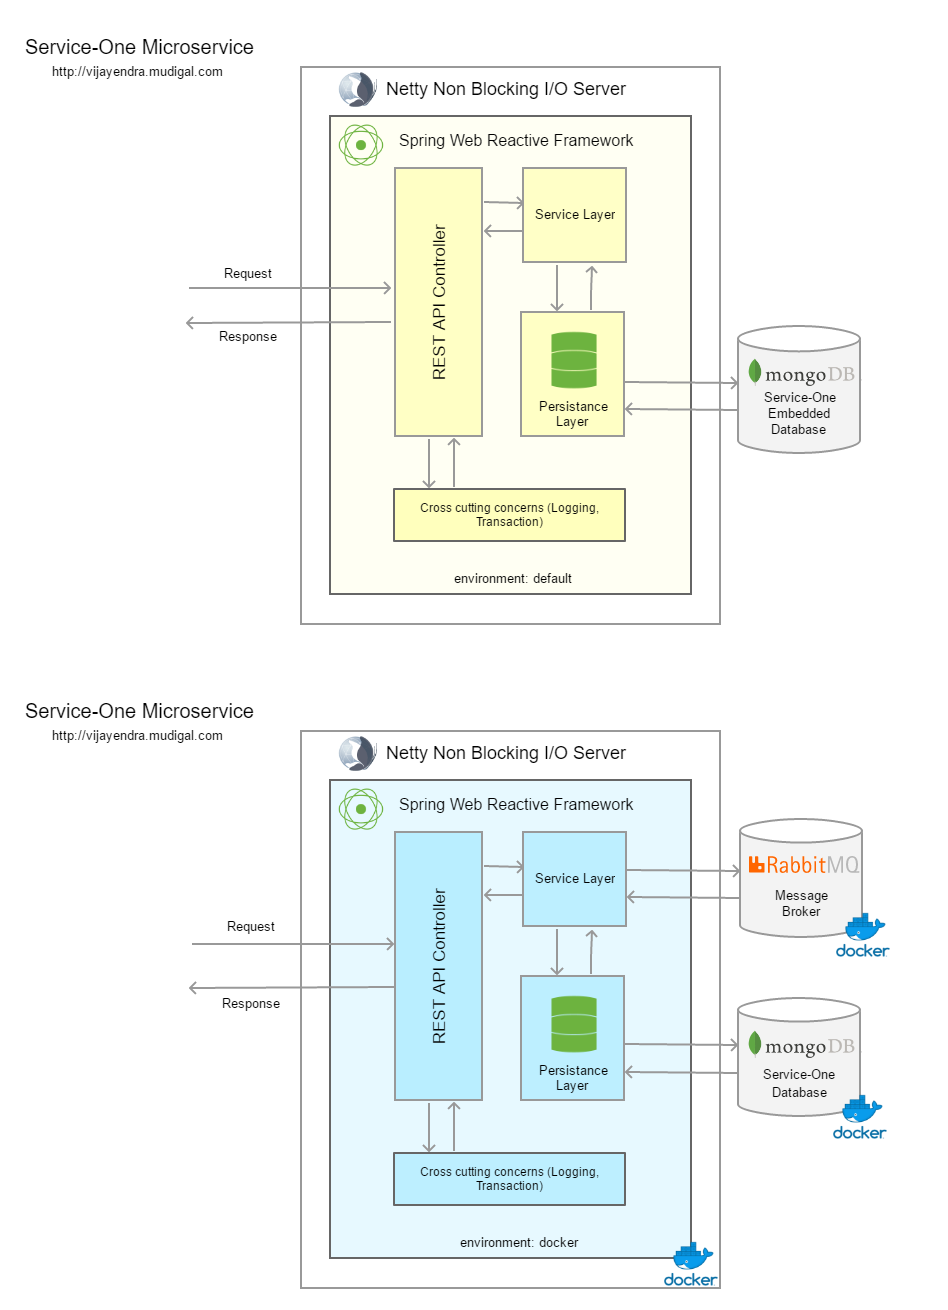 Service-One Microservice
http://vijayendra.mudigal.com
Netty Non Blocking I/O Server
Spring Web Reactive Framework
REST API Controller
Service Layer
Request
Response
Persistance
Layer
mongoDB
Service-One
Embedded
Database
Cross cutting concerns (Logging,
Transaction)
environment: default
Service-One Microservice
http://vijayendra.mudigal.com
Netty Non Blocking I/O Server
Spring Web Reactive Framework
REST API Controller
Service Layer
RabbitMQ
Message
Broker
docker
Request
Response
Persistance
Layer
mongoDB
Service-One
Database
docker
Cross cutting concerns (Logging,
Transaction)
environment: docker
docker